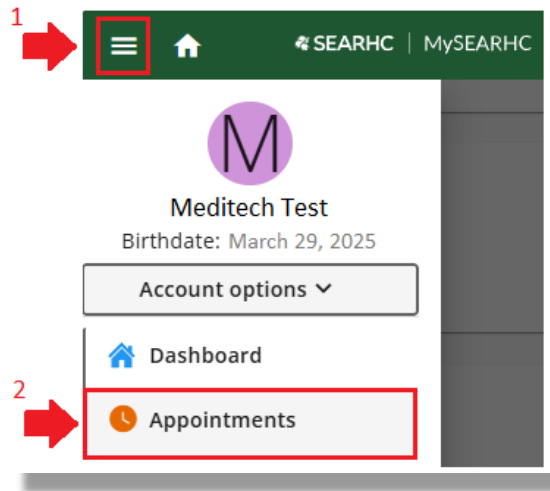 1
SEARHC | MySEARHC
M
Meditech Test
Birthdate: March 29, 2025
Account options
Dashboard
2
Appointments